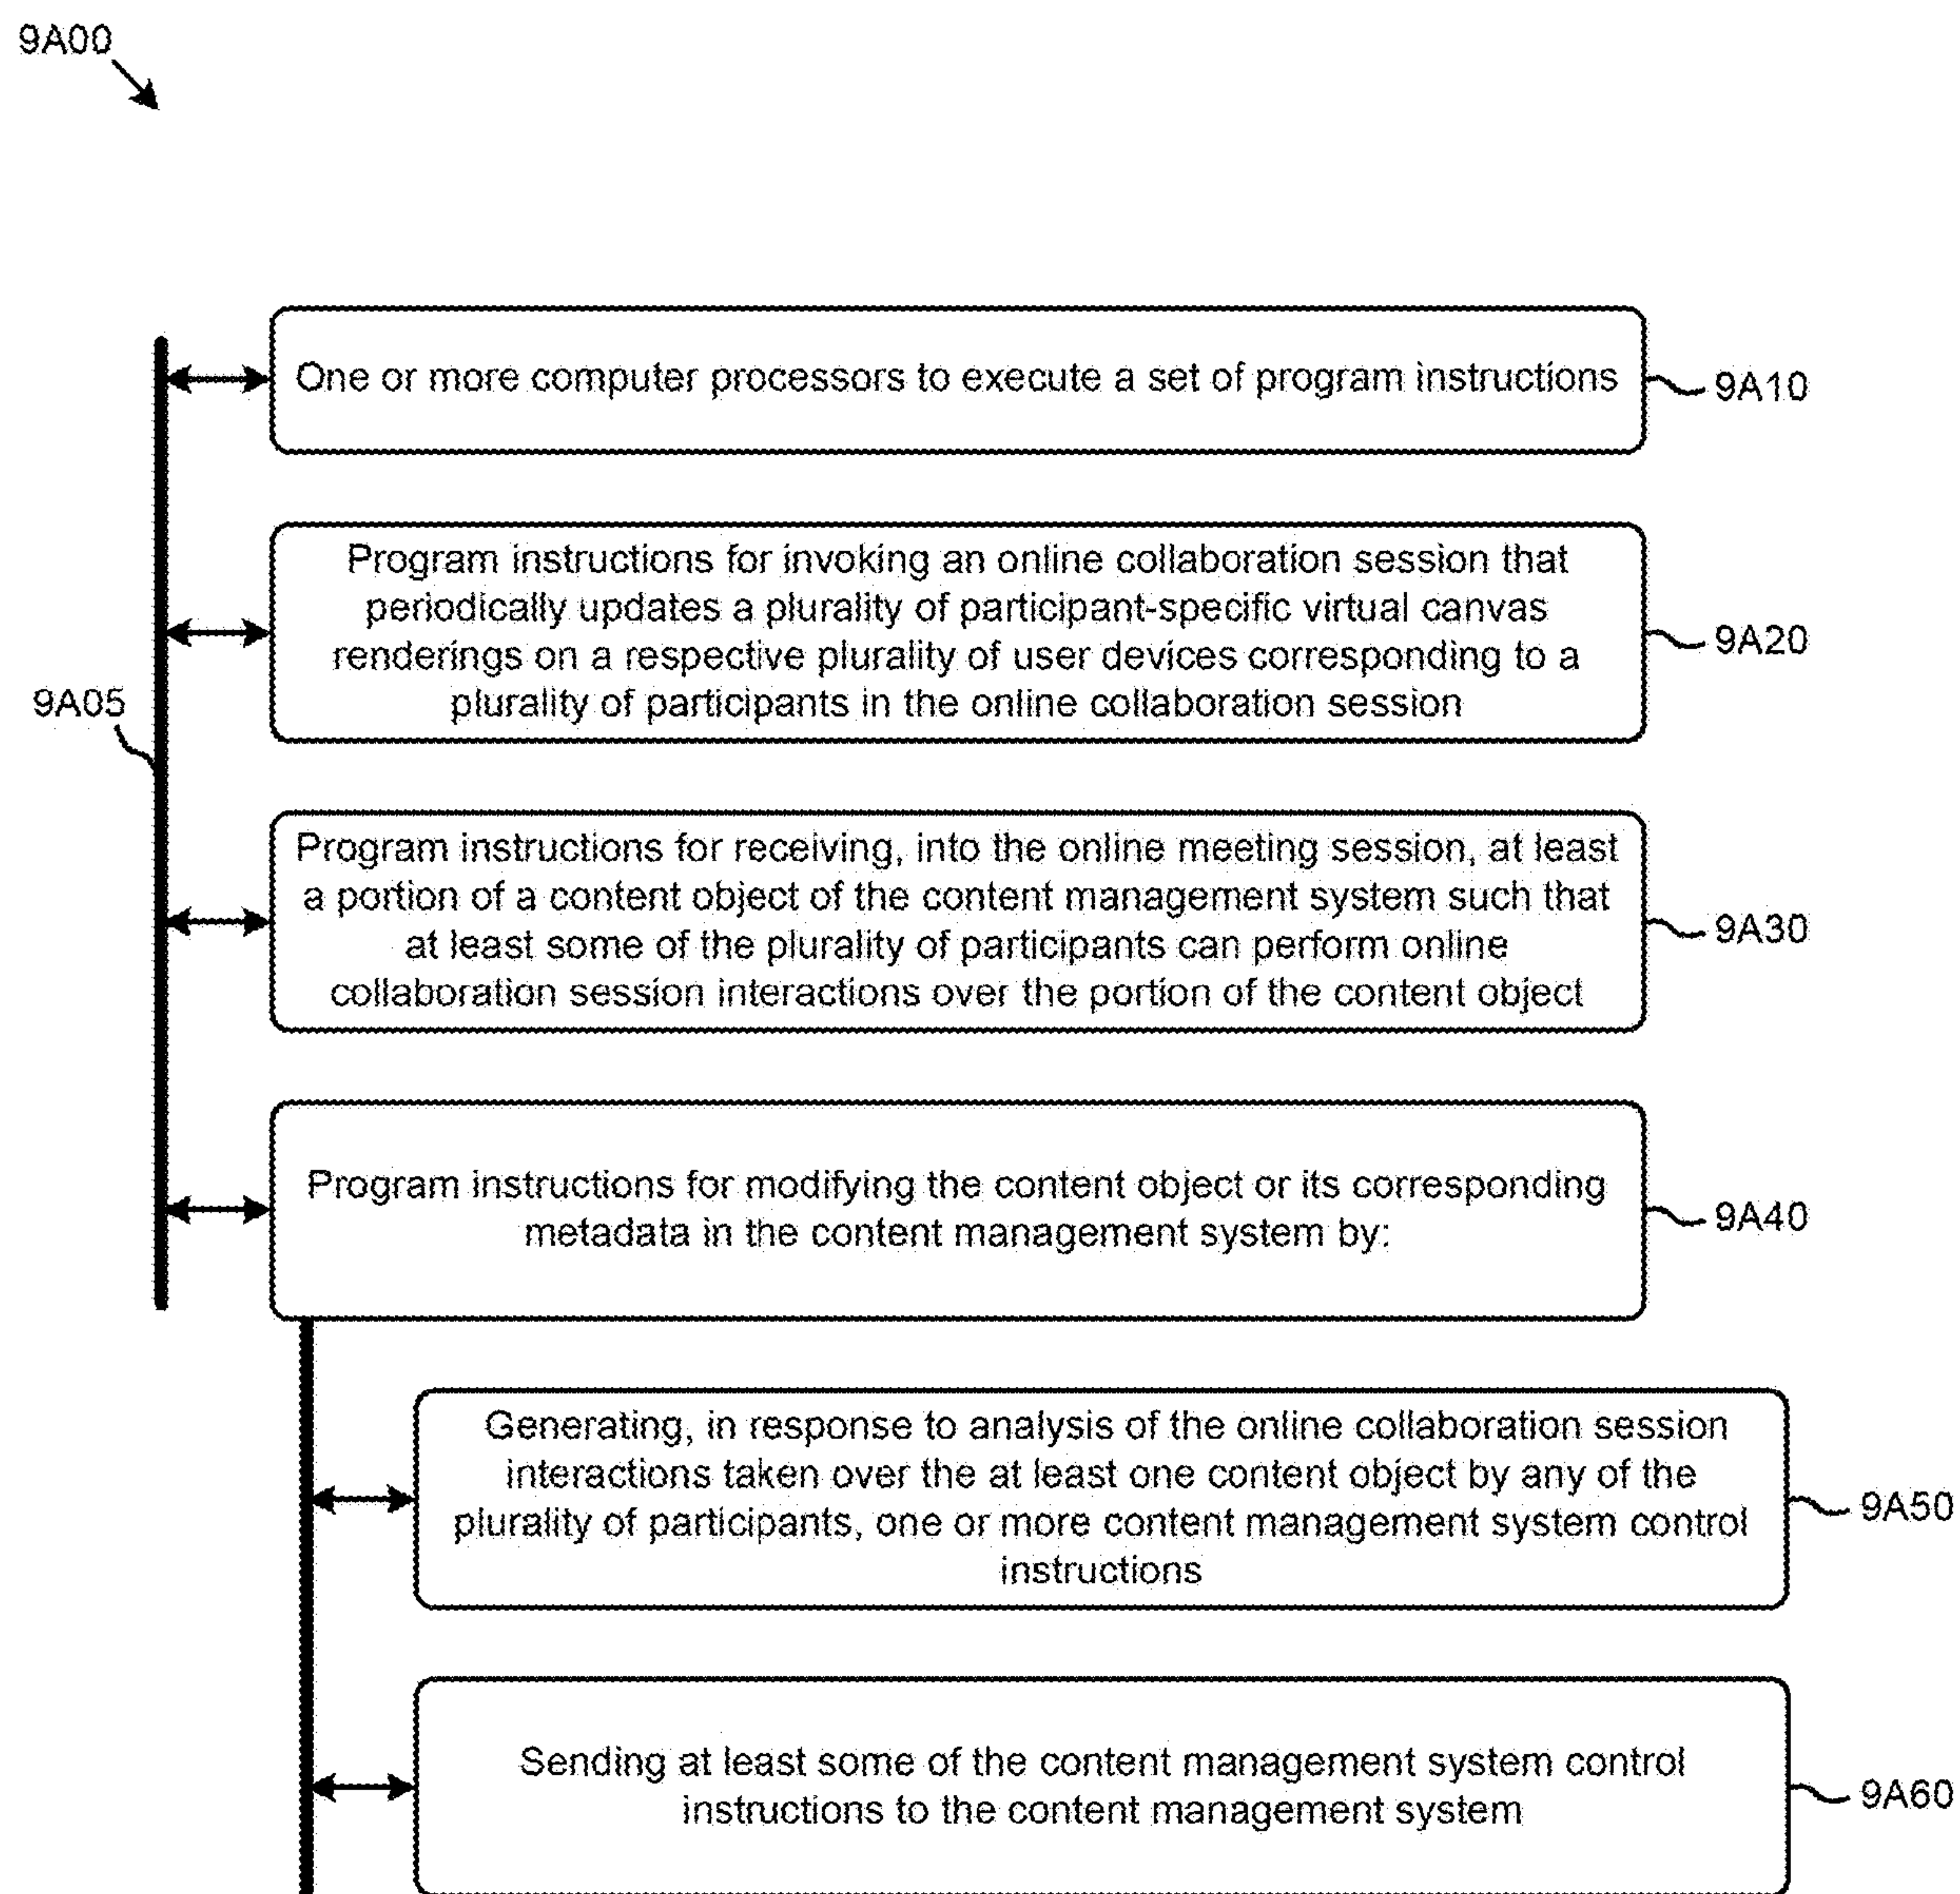 9A00
One or more computer processors to execute a set of program instructions
9A10
Program instructions for invoking an online collaboration session that
periodically updates a plurality of participant-specific virtual canvas
renderings on a respective plurality of user devices corresponding to a
plurality of participants in the online collaboration session
9A20
9A05
Program instructions for receiving, into the online meeting session, at least
a portion of a content object of the content management system such that
at least some of the plurality of participants can perform online
collaboration session interactions over the portion of the content object
9A30
Program instructions for modifying the content object or its corresponding
metadata in the content management system by:
9A40
Generating, in response to analysis of the online collaboration session
interactions taken over the at least one content object by any of the
plurality of participants, one or more content management system control
instructions
9A50
Sending at least some of the content management system control
instructions to the content management system
9A60